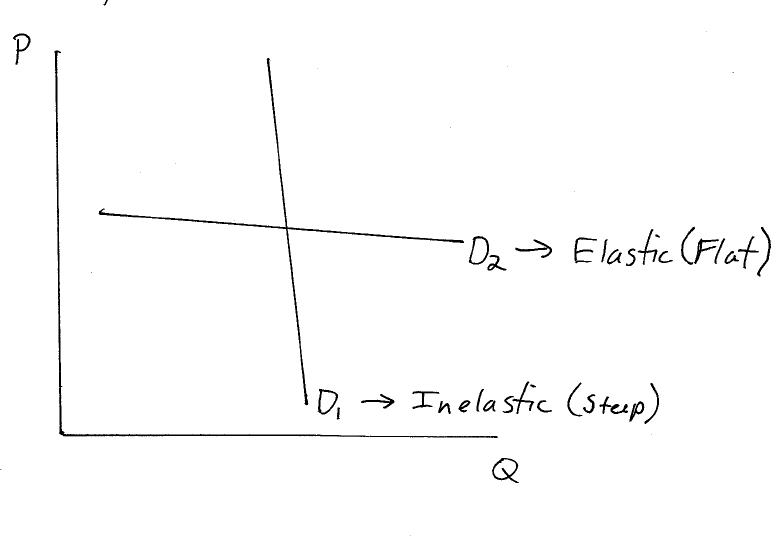 P
D₂ → Elastic (Flat)
D₁ → Inelastic (Steep)
Q